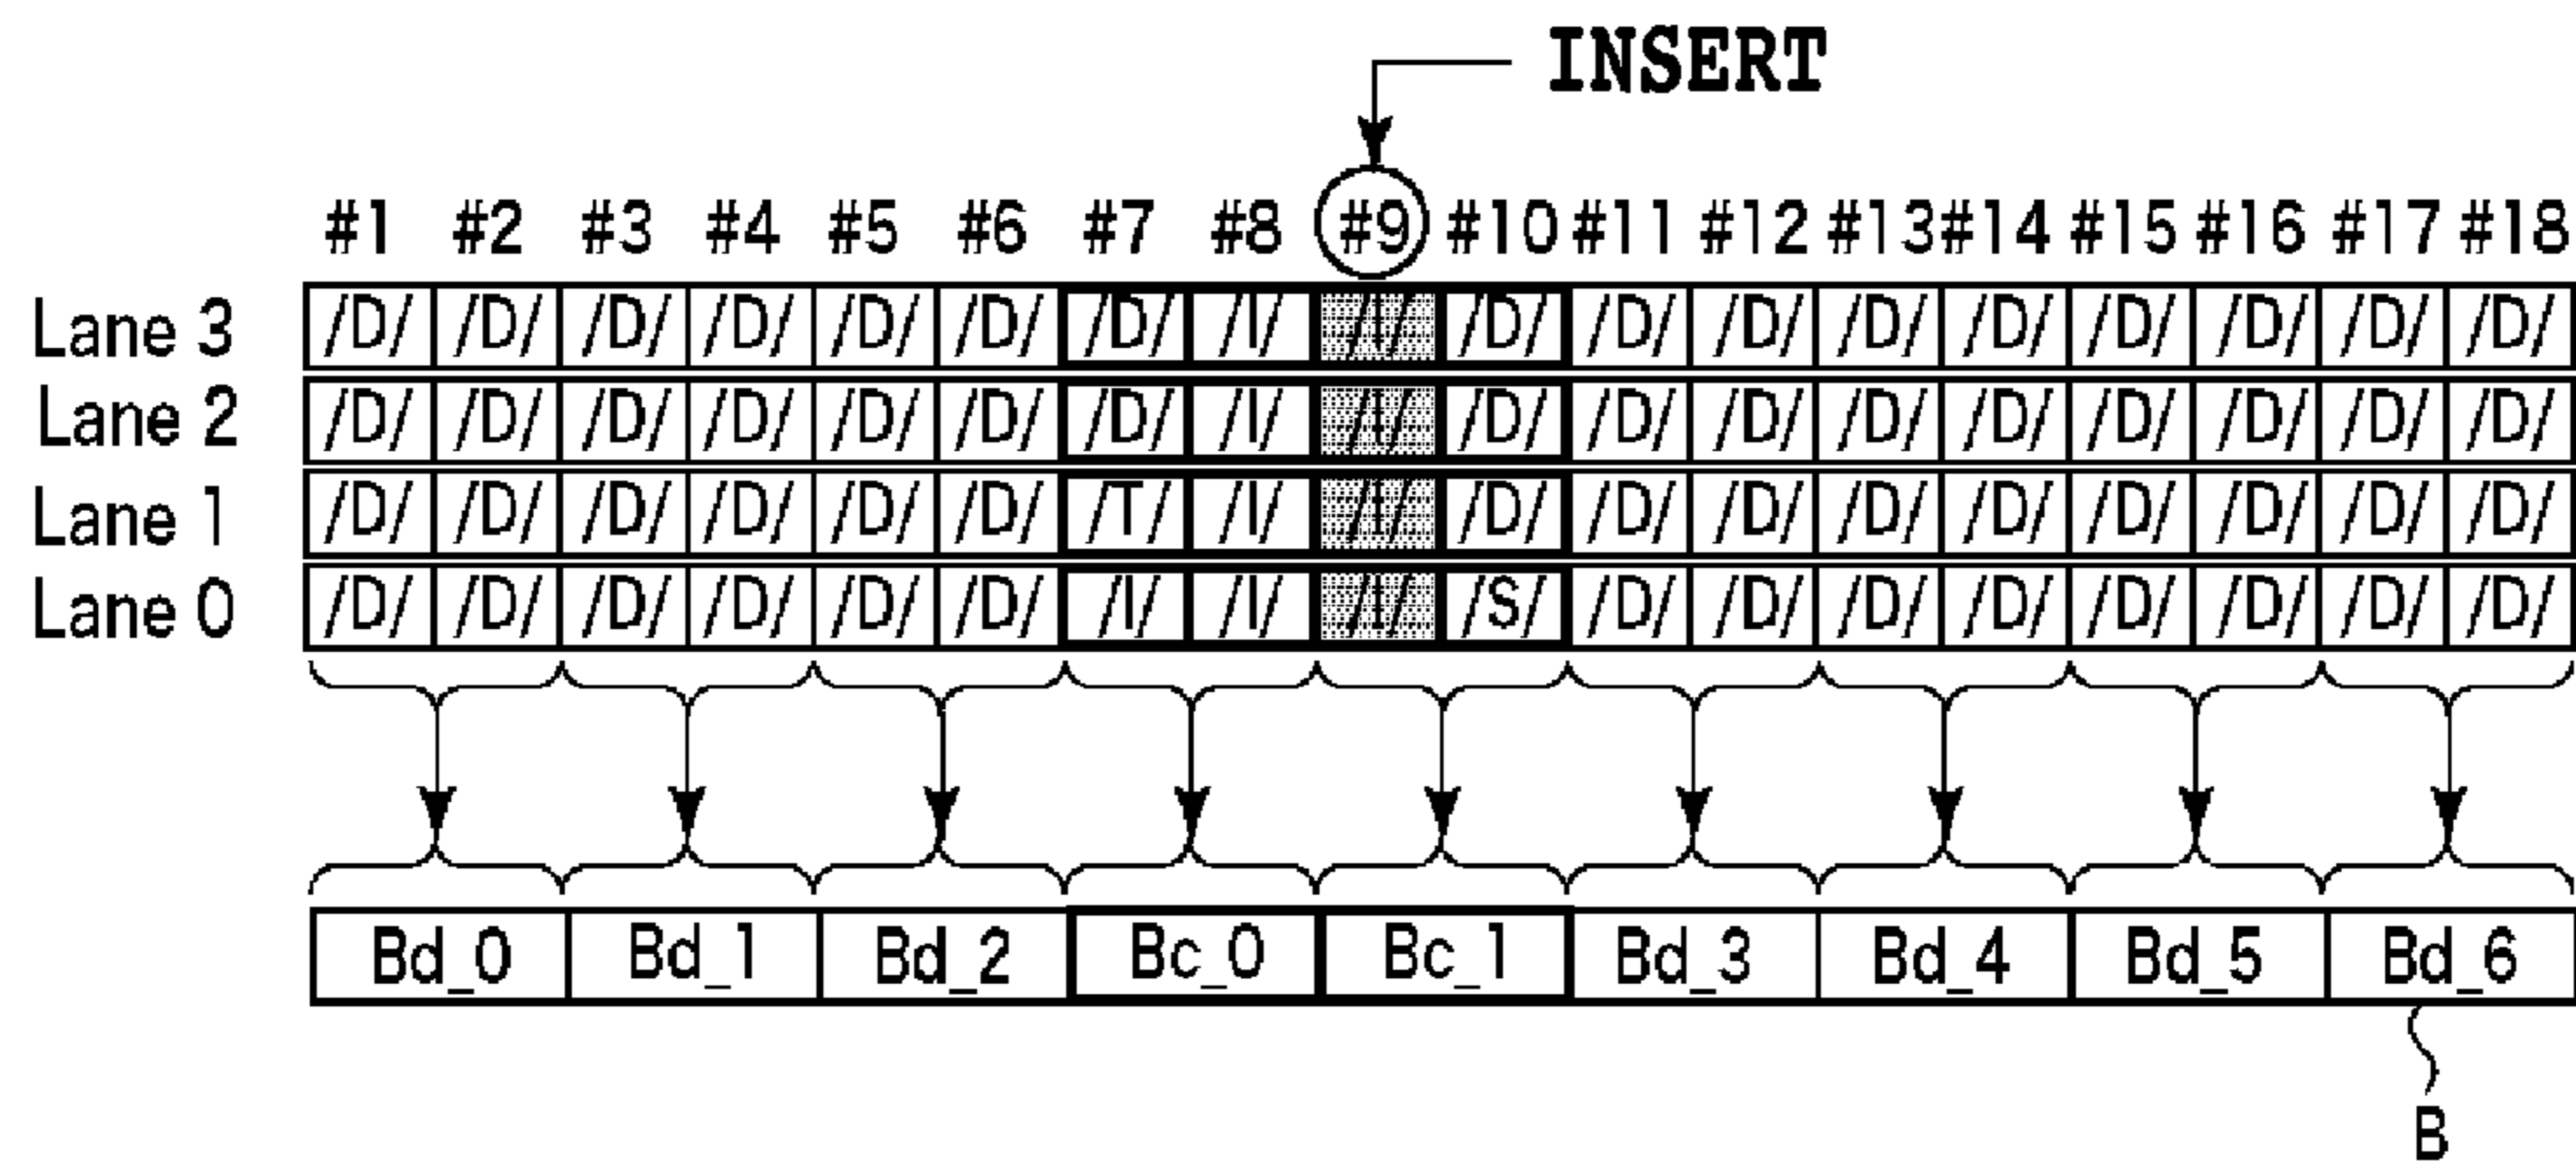 INSERT
#1 #2 #3 #4 #5 #6 #7 #8 #9 #10 #11 #12 #13 #14 #15 #16 #17 #18
Lane 3 /D/ /D/ /D/ /D/ /D/ /D/ /D/ /I/ /I/ /D/ /D/ /D/ /D/ /D/ /D/ /D/ /D/ /D/
Lane 2 /D/ /D/ /D/ /D/ /D/ /D/ /D/ /I/ /I/ /D/ /D/ /D/ /D/ /D/ /D/ /D/ /D/ /D/
Lane 1 /D/ /D/ /D/ /D/ /D/ /D/ /T/ /I/ /I/ /D/ /D/ /D/ /D/ /D/ /D/ /D/ /D/ /D/
Lane 0 /D/ /D/ /D/ /D/ /D/ /D/ /I/ /I/ /I/ /S/ /D/ /D/ /D/ /D/ /D/ /D/ /D/ /D/
Bd_0 Bd_1 Bd_2 Bc_0 Bc_1 Bd_3 Bd_4 Bd_5 Bd_6
B